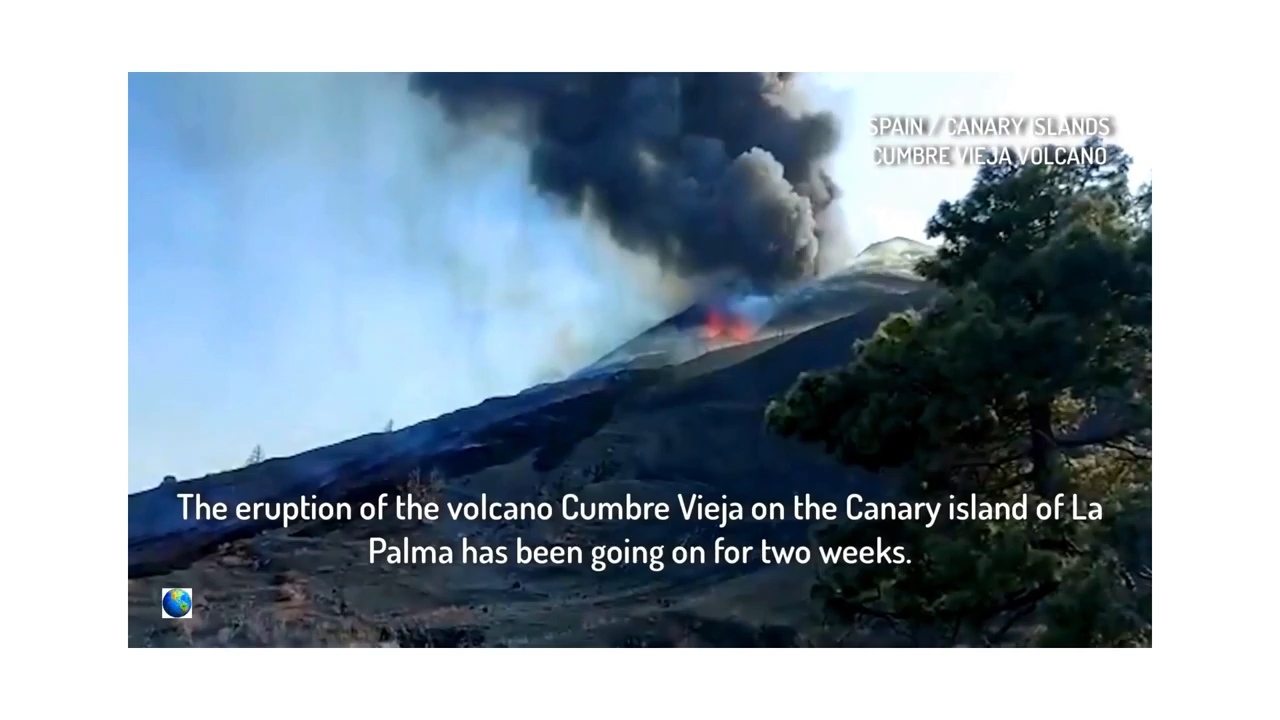 SPAIN / CANARY ISLANDS
CUMBRE VIEJA VOLCANO
The eruption of the volcano Cumbre Vieja on the Canary island of La
Palma has been going on for two weeks.